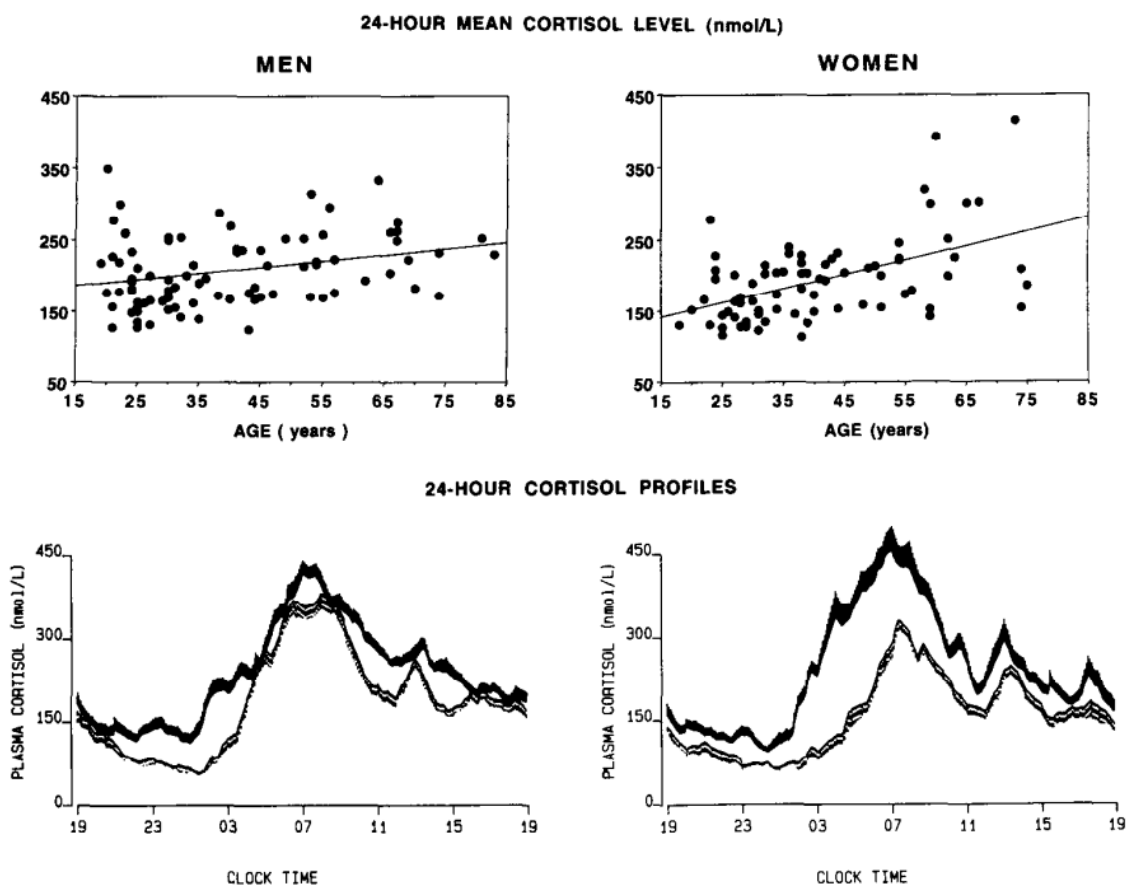 24-HOUR MEAN CORTISOL LEVEL (nmol/L)
MEN
450
350
250
150
50
15 25 35 45 55 65 75 85
AGE ( years )
WOMEN
450
350
250
150
50
15 25 35 45 55 65 75 85
AGE (years)
24-HOUR CORTISOL PROFILES
PLASMA CORTISOL (nmol/L)
450
300
150
0
19 23 03 07 11 15 19
CLOCK TIME
PLASMA CORTISOL (nmol/L)
450
300
150
0
19 23 03 07 11 15 19
CLOCK TIME